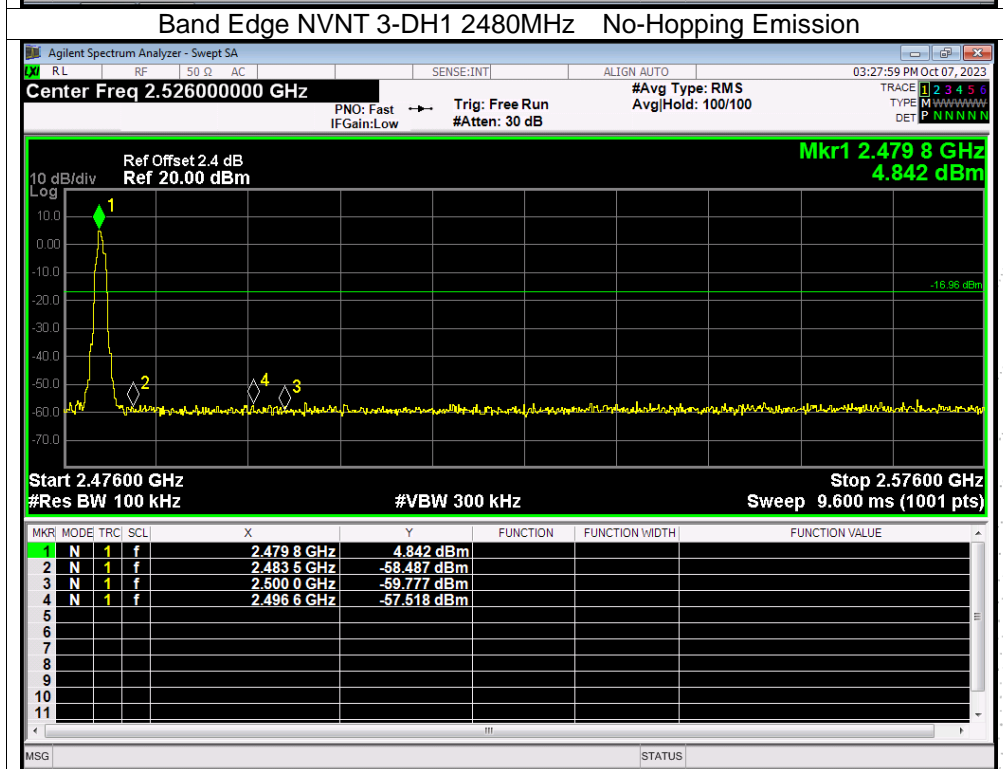 Band Edge NVNT 3-DH1 2480MHz No-Hopping Emission
Agilent Spectrum Analyzer - Swept SA
LXI RL RF 50 Ω AC SENSE:INT ALIGN AUTO 03:27:59 PM Oct 07, 2023
Center Freq 2.526000000 GHz #Avg Type: RMS TRACE 1 2 3 4 5 6
PNO: Fast Trig: Free Run Avg|Hold: 100/100 TYPE M WWWWW
IFGain:Low #Atten: 30 dB DET P N N N N N
Mkr1 2.479 8 GHz
4.842 dBm
Ref Offset 2.4 dB
10 dB/div Ref 20.00 dBm
Log
1
10.0
0.00
-10.0
-16.96 dBm
-20.0
-30.0
-40.0
-50.0
2 4 3
-60.0
-70.0
Start 2.47600 GHz Stop 2.57600 GHz
#Res BW 100 kHz #VBW 300 kHz Sweep 9.600 ms (1001 pts)
MKR MODE TRC SCL X Y FUNCTION FUNCTION WIDTH FUNCTION VALUE
1 N 1 f 2.479 8 GHz 4.842 dBm
2 N 1 f 2.483 5 GHz -58.487 dBm
3 N 1 f 2.500 0 GHz -59.777 dBm
4 N 1 f 2.496 6 GHz -57.518 dBm
5
6
7
8
9
10
11
MSG STATUS